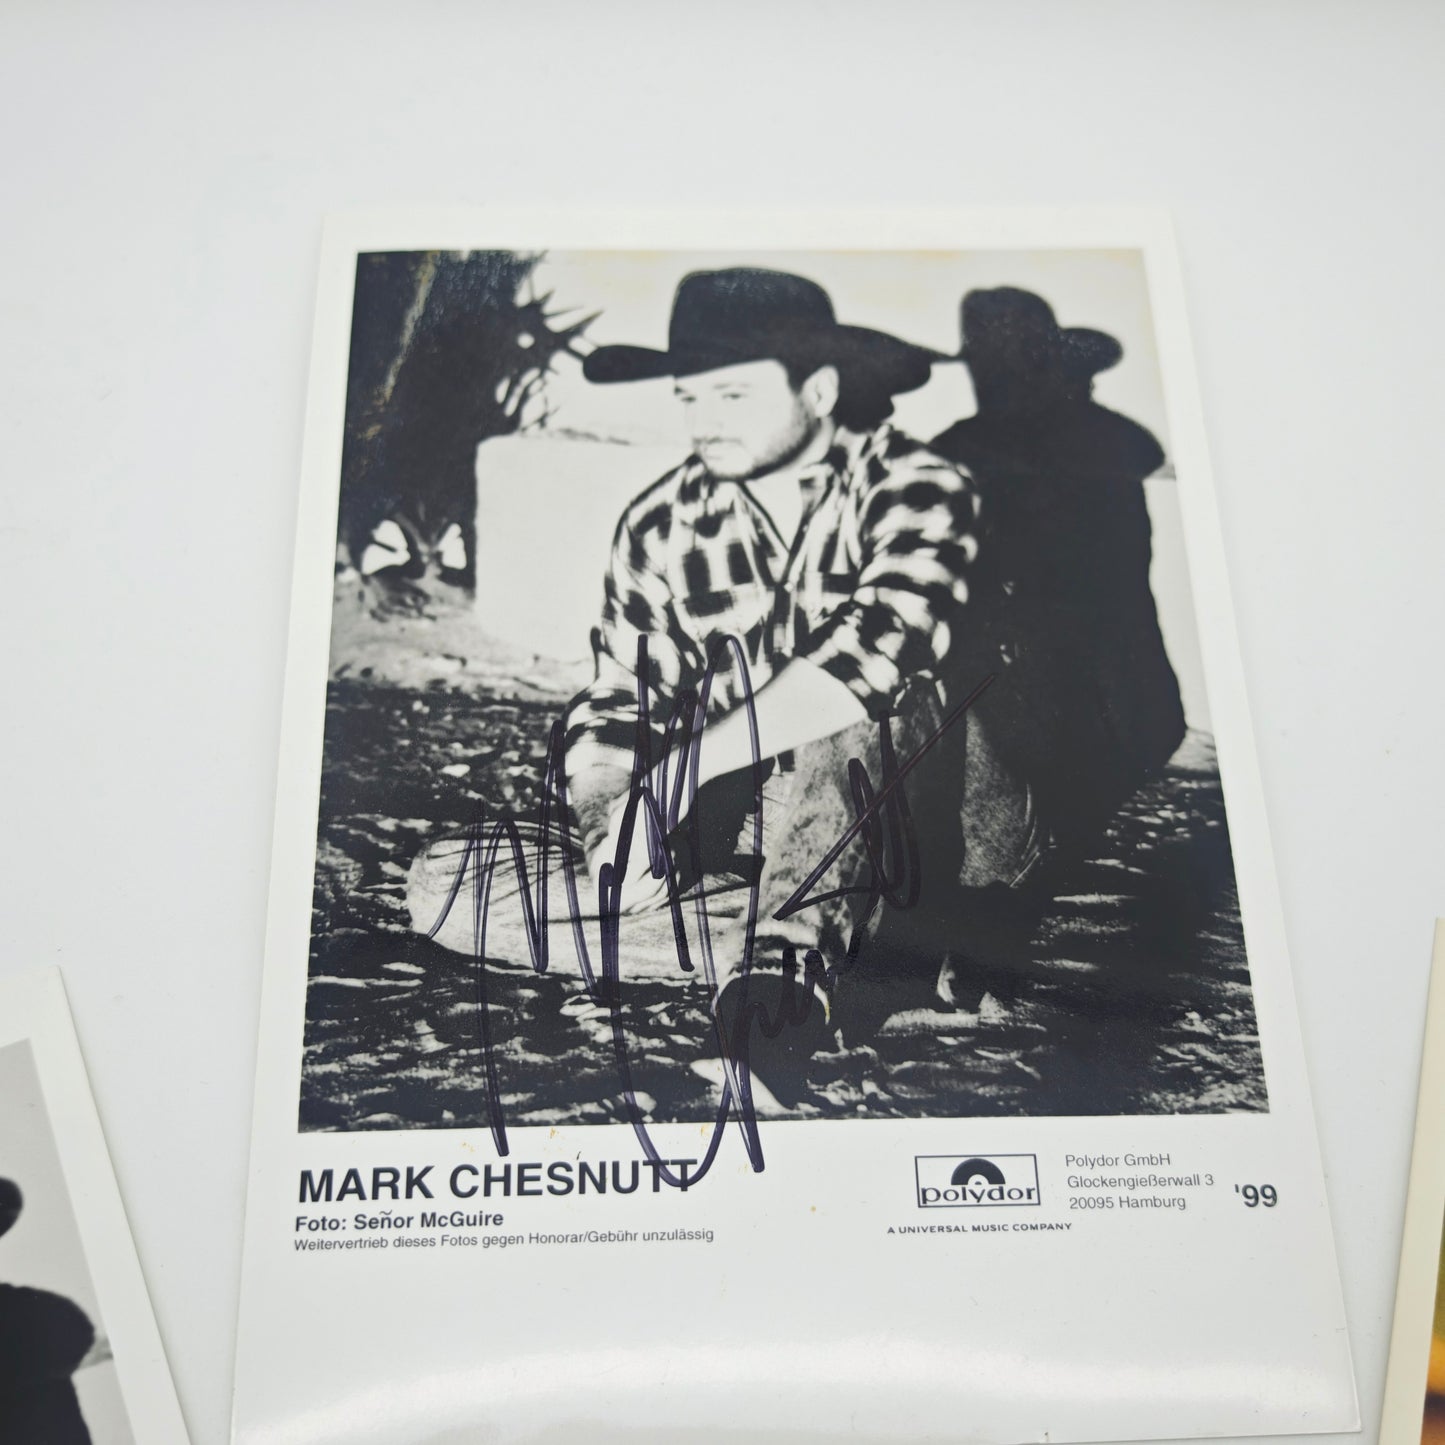 MARK CHESNUTT
Foto: Señor McGuire
Weitervertrieb dieses Fotos gegen Honorar/Gebühr unzulässig
polydor
A UNIVERSAL MUSIC COMPANY
Polydor GmbH
Glockengießerwall 3
20095 Hamburg
'99